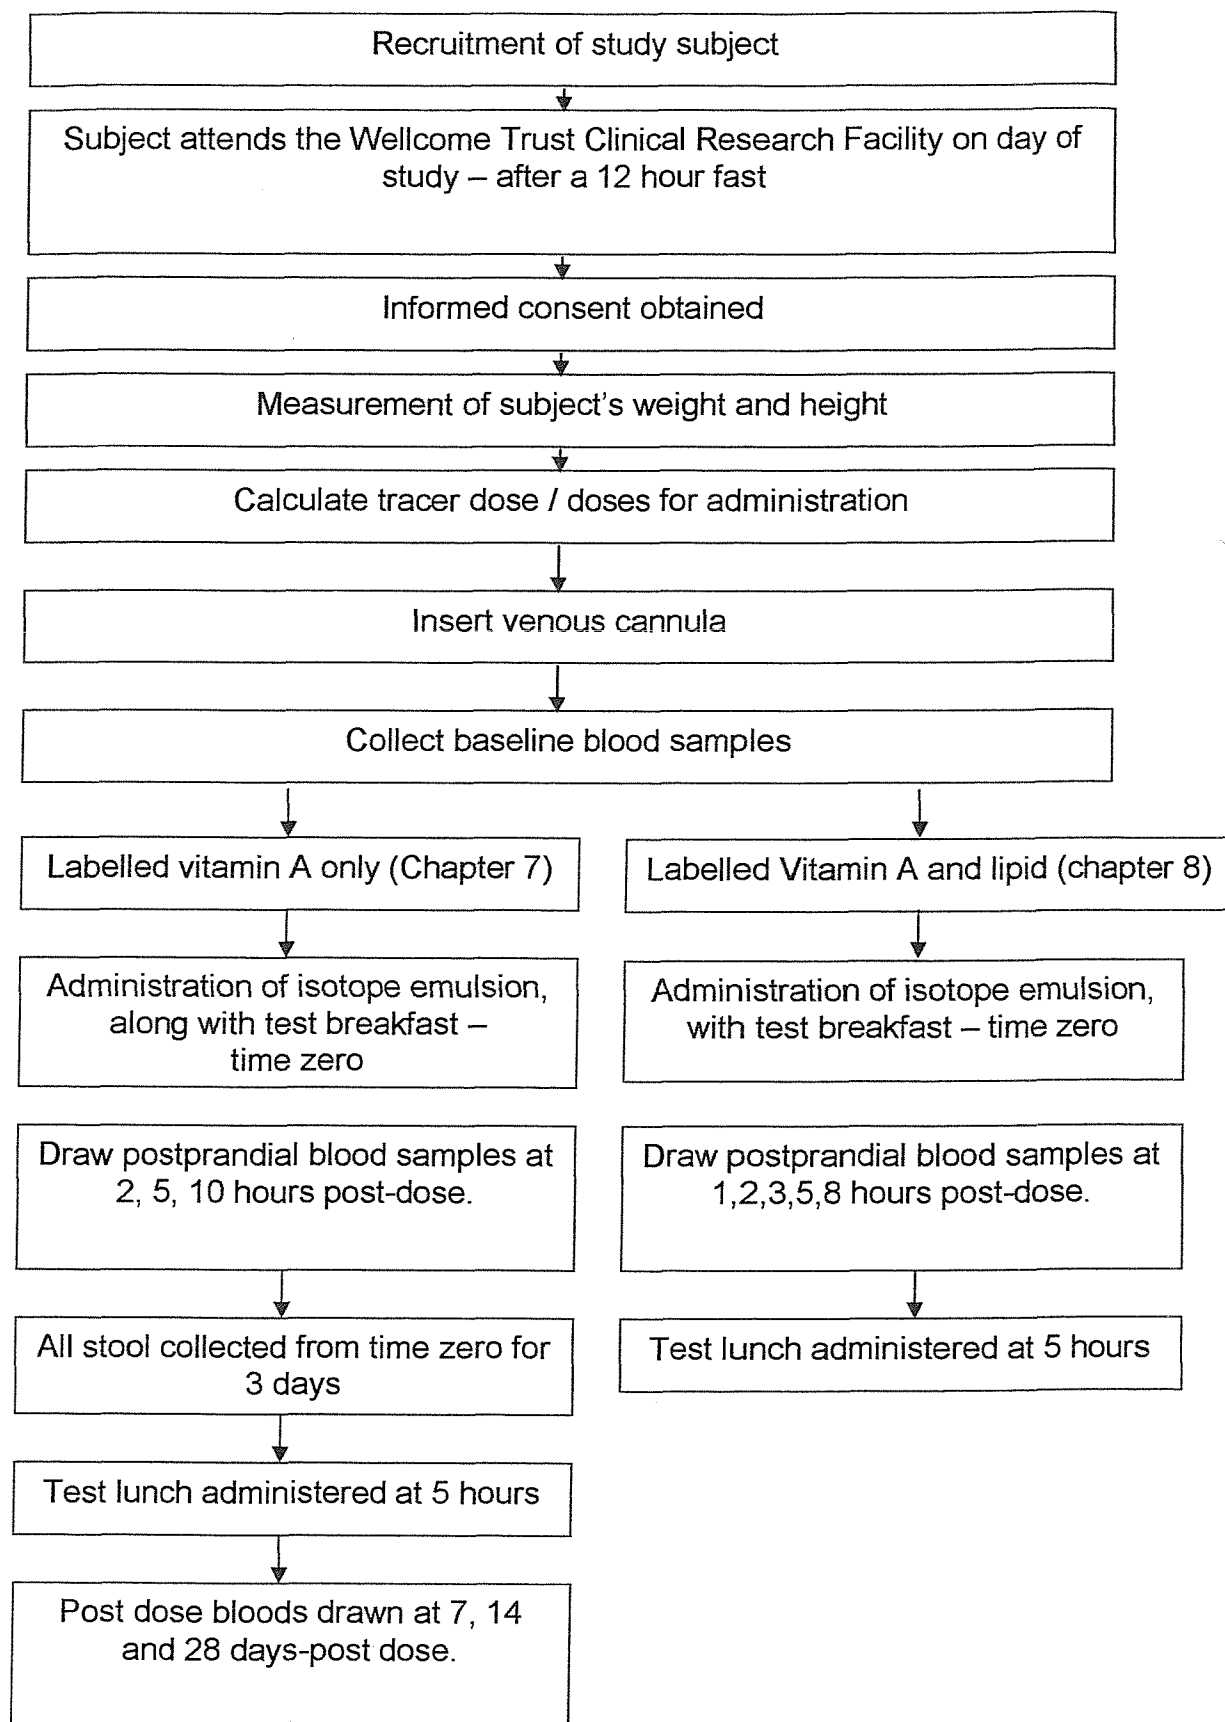 Recruitment of study subject
Subject attends the Wellcome Trust Clinical Research Facility on day of
study – after a 12 hour fast
Informed consent obtained
Measurement of subject's weight and height
Calculate tracer dose / doses for administration
Insert venous cannula
Collect baseline blood samples
Labelled vitamin A only (Chapter 7)
Administration of isotope emulsion,
along with test breakfast –
time zero
Draw postprandial blood samples at
2, 5, 10 hours post-dose.
All stool collected from time zero for
3 days
Test lunch administered at 5 hours
Post dose bloods drawn at 7, 14
and 28 days-post dose.
Labelled Vitamin A and lipid (chapter 8)
Administration of isotope emulsion,
with test breakfast – time zero
Draw postprandial blood samples at
1,2,3,5,8 hours post-dose.
Test lunch administered at 5 hours